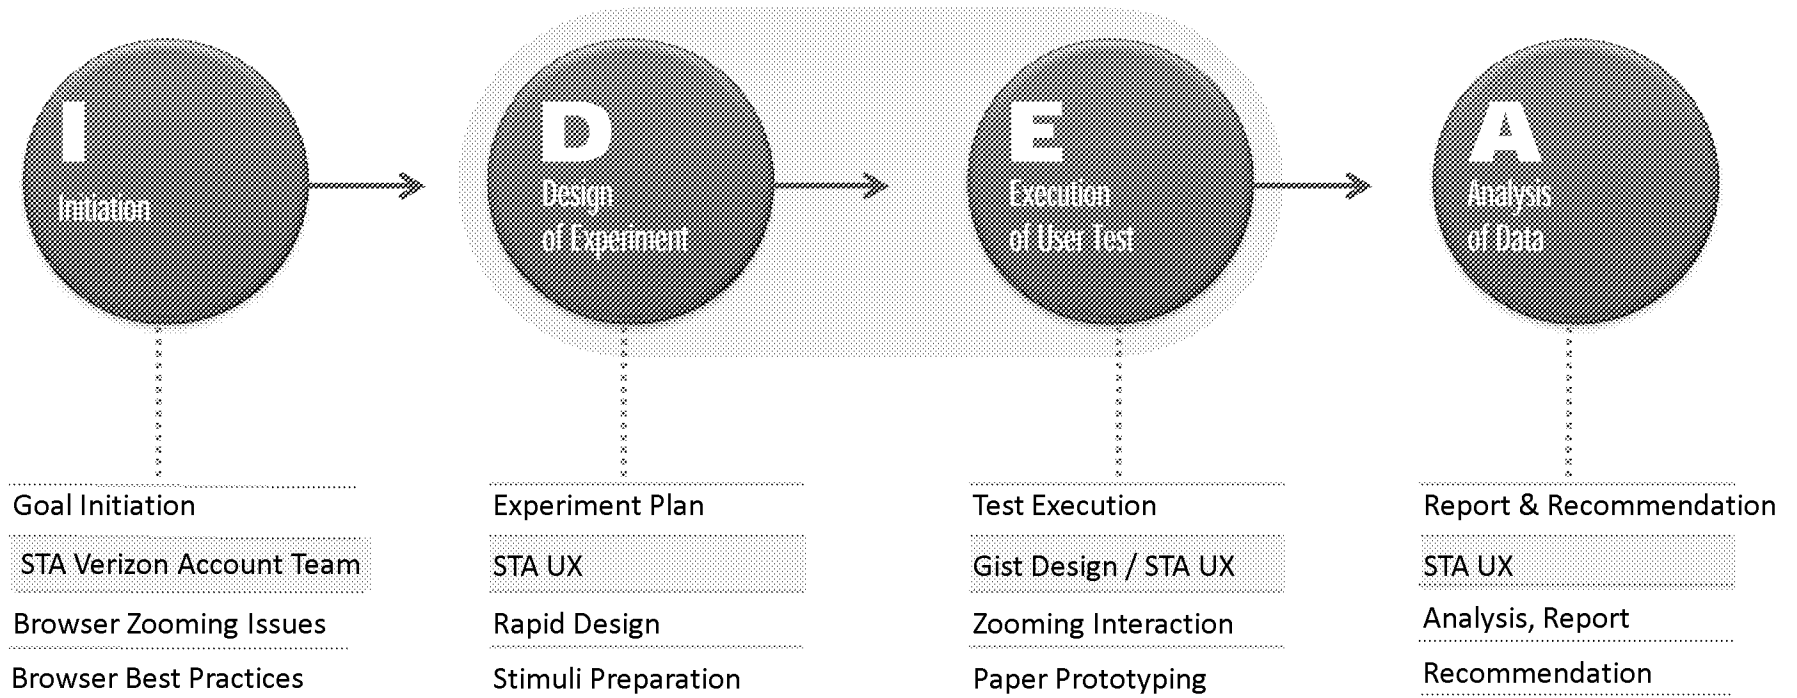 I
Initiation
D
Design
of Experiment
E
Execution
of User Test
A
Analysis
of Data
Goal Initiation
STA Verizon Account Team
Browser Zooming Issues
Browser Best Practices
Experiment Plan
STA UX
Rapid Design
Stimuli Preparation
Test Execution
Gist Design / STA UX
Zooming Interaction
Paper Prototyping
Report & Recommendation
STA UX
Analysis, Report
Recommendation